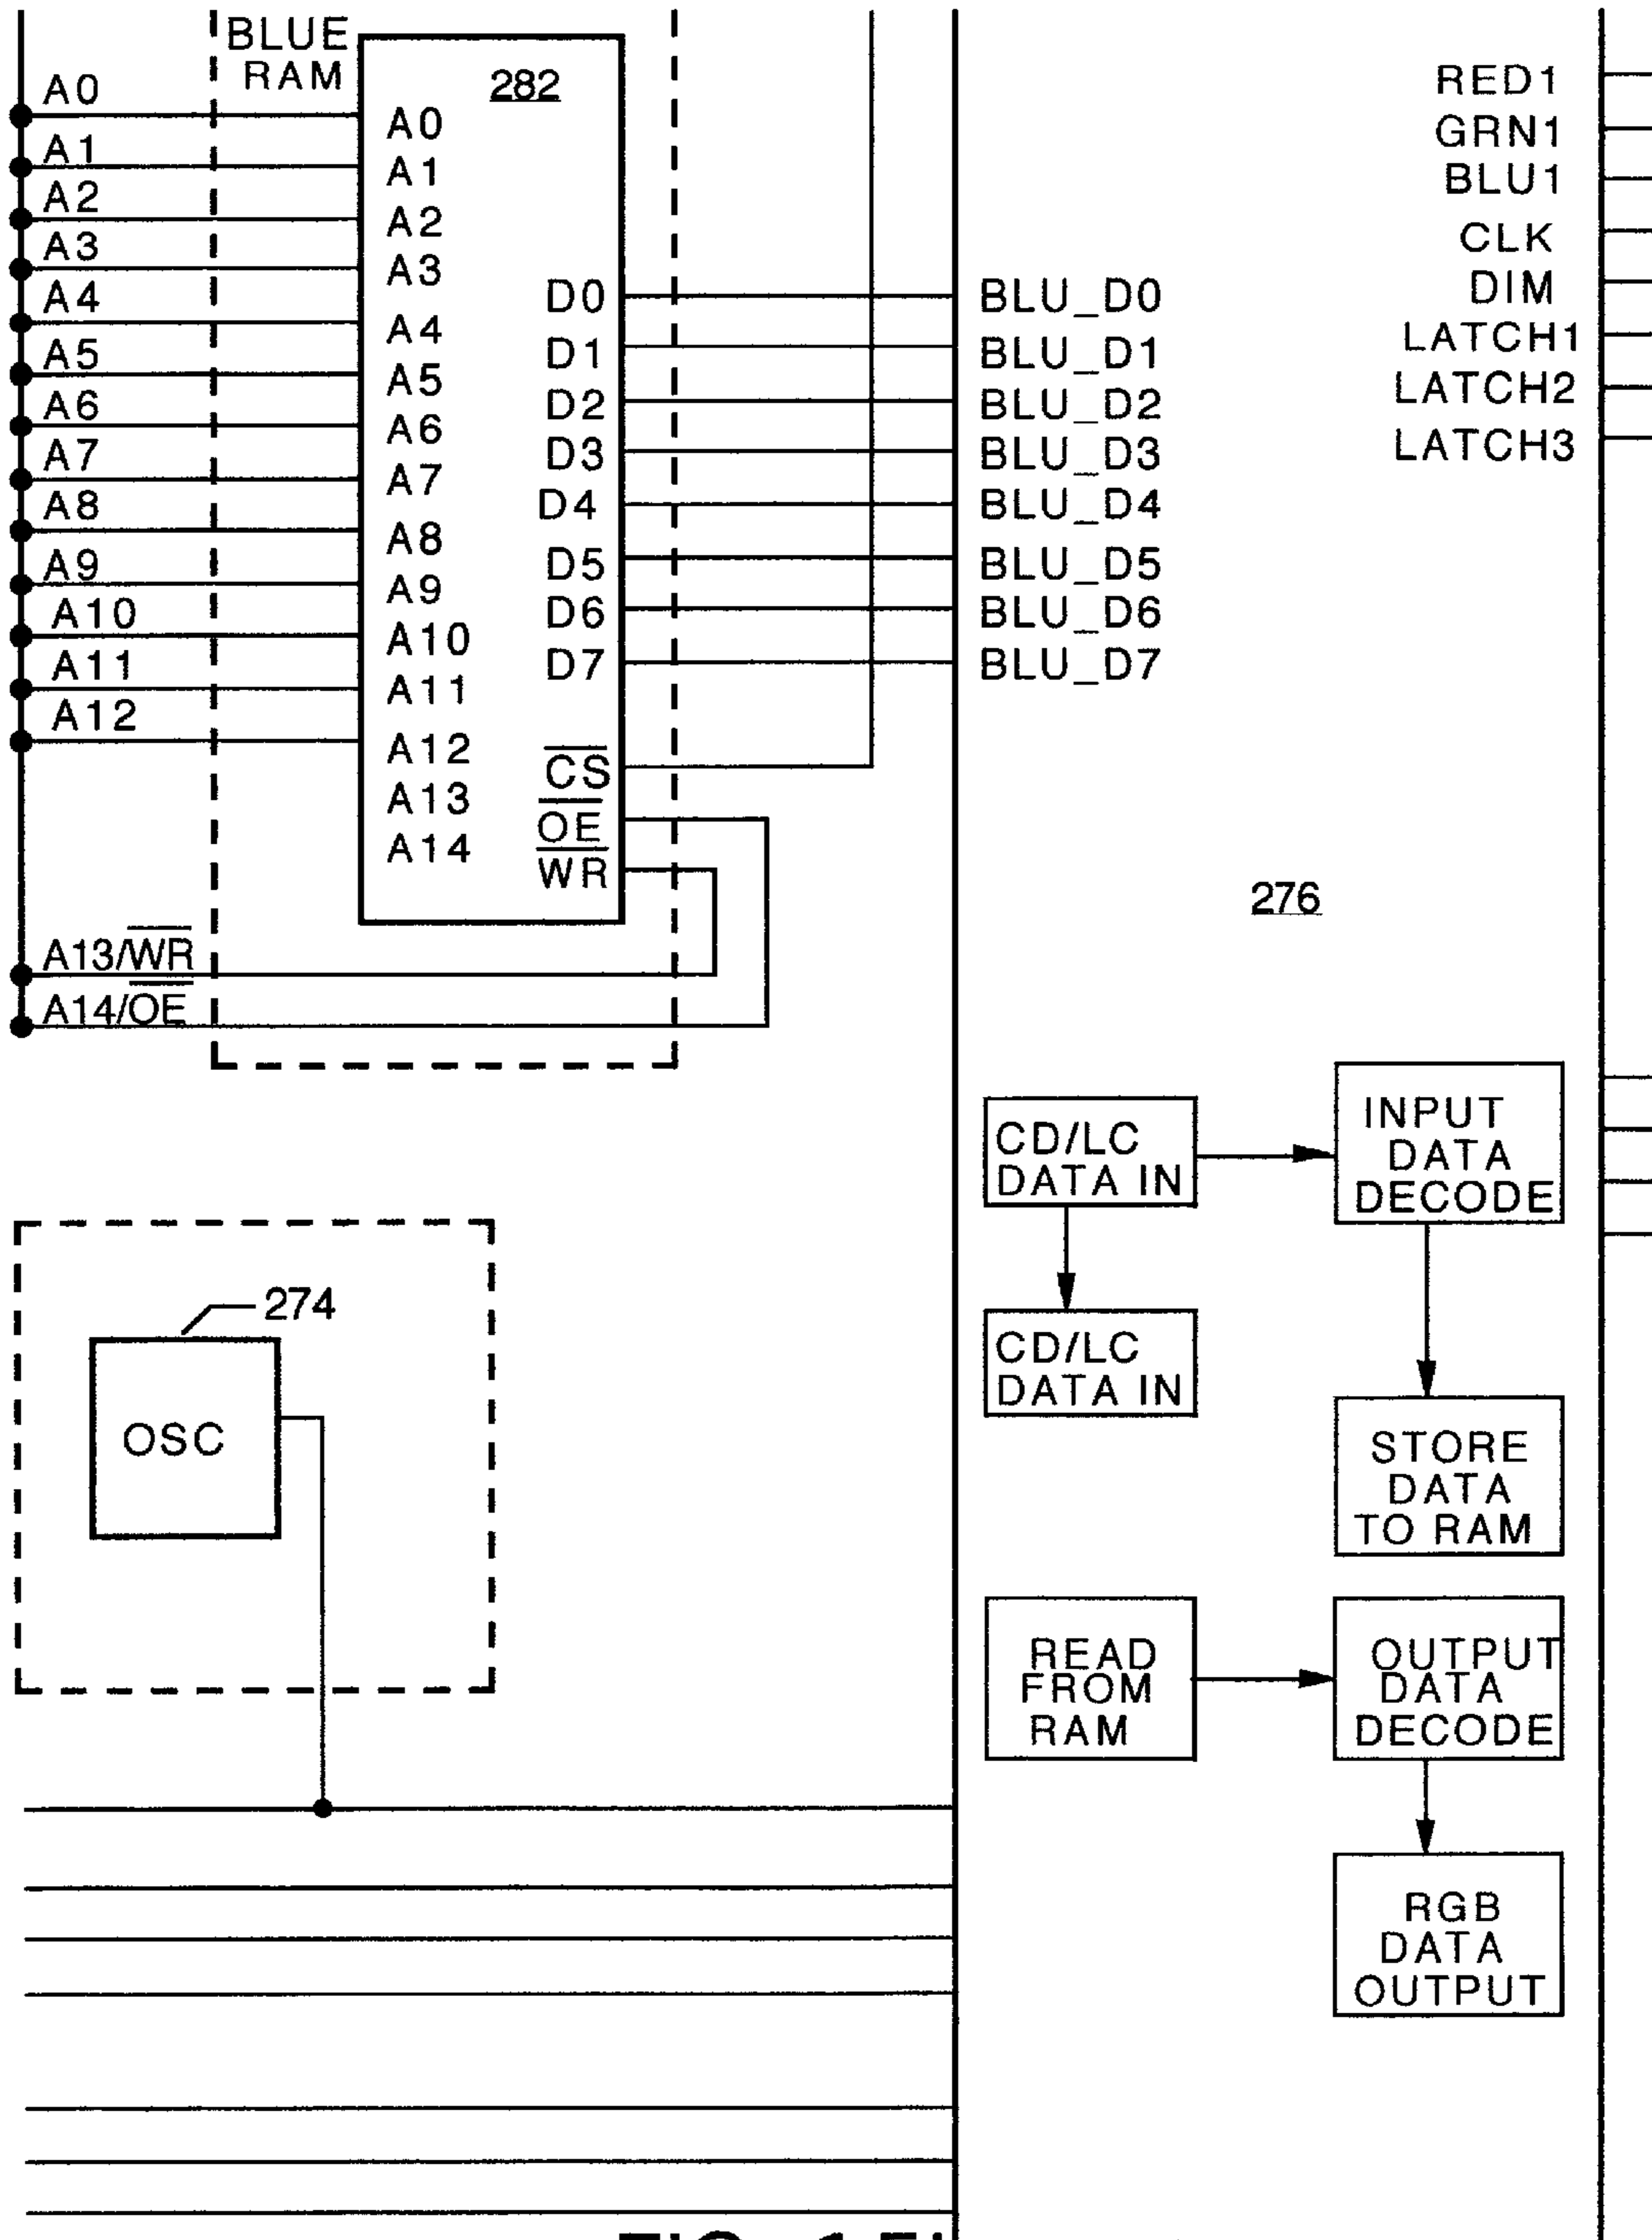 BLUE
RAM
282
A0
A1
A2
A3
A4
A5
A6
A7
A8
A9
A10
A11
A12
A13/WR
A14/OE
A0
A1
A2
A3
A4
A5
A6
A7
A8
A9
A10
A11
A12
A13
A14
D0
D1
D2
D3
D4
D5
D6
D7
CS
OE
WR
BLU_D0
BLU_D1
BLU_D2
BLU_D3
BLU_D4
BLU_D5
BLU_D6
BLU_D7
RED1
GRN1
BLU1
CLK
DIM
LATCH1
LATCH2
LATCH3
276
CD/LC
DATA IN
INPUT
DATA
DECODE
CD/LC
DATA IN
STORE
DATA
TO RAM
274
OSC
READ
FROM
RAM
OUTPUT
DATA
DECODE
RGB
DATA
OUTPUT